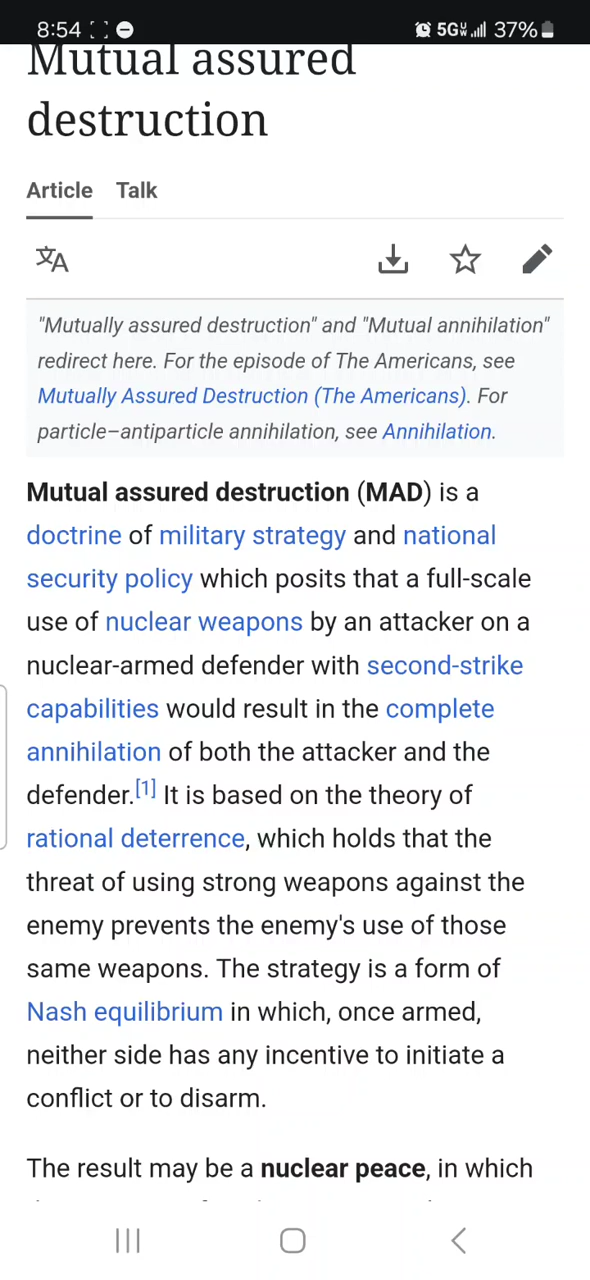 8:54
5G 37%
Mutual assured
destruction
Article Talk
"Mutually assured destruction" and "Mutual annihilation"
redirect here. For the episode of The Americans, see
Mutually Assured Destruction (The Americans). For
particle–antiparticle annihilation, see Annihilation.
Mutual assured destruction (MAD) is a
doctrine of military strategy and national
security policy which posits that a full-scale
use of nuclear weapons by an attacker on a
nuclear-armed defender with second-strike
capabilities would result in the complete
annihilation of both the attacker and the
defender.[1] It is based on the theory of
rational deterrence, which holds that the
threat of using strong weapons against the
enemy prevents the enemy's use of those
same weapons. The strategy is a form of
Nash equilibrium in which, once armed,
neither side has any incentive to initiate a
conflict or to disarm.
The result may be a nuclear peace, in which